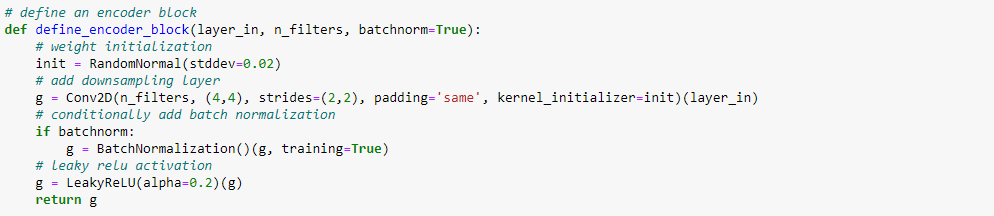 # define an encoder block
def define_encoder_block(layer_in, n_filters, batchnorm=True):
    # weight initialization
    init = RandomNormal(stddev=0.02)
    # add downsampling layer
    g = Conv2D(n_filters, (4,4), strides=(2,2), padding='same', kernel_initializer=init)(layer_in)
    # conditionally add batch normalization
    if batchnorm:
        g = BatchNormalization()(g, training=True)
    # leaky relu activation
    g = LeakyReLU(alpha=0.2)(g)
    return g